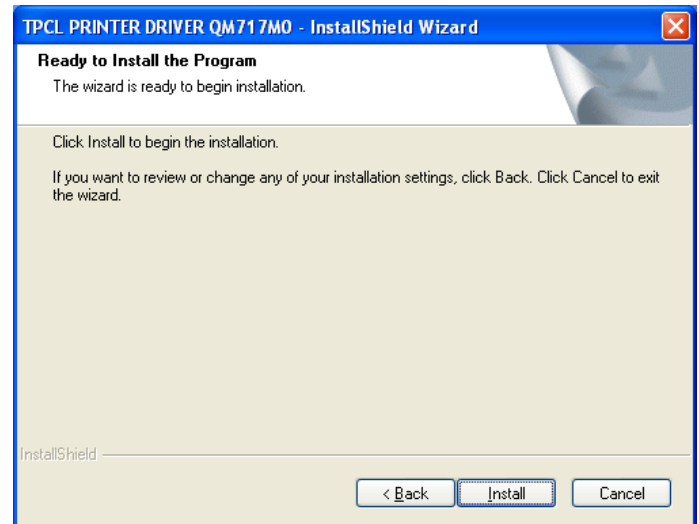 TPCL PRINTER DRIVER QM717M0 - InstallShield Wizard
Ready to Install the Program
The wizard is ready to begin installation.
Click Install to begin the installation.
If you want to review or change any of your installation settings, click Back. Click Cancel to exit
the wizard.
InstallShield
< Back Install Cancel